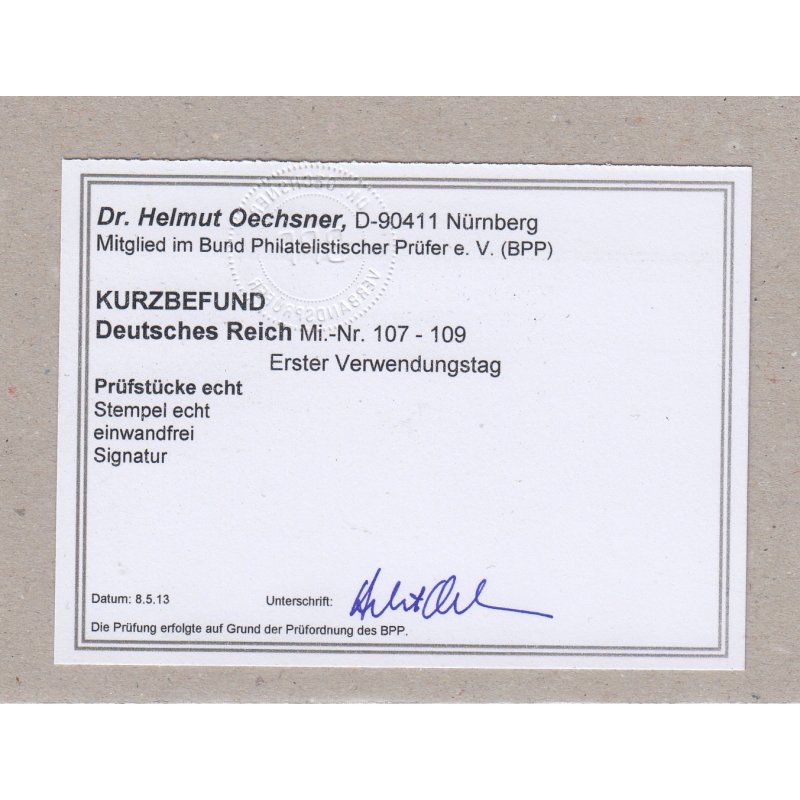 Dr. Helmut Oechsner, D-90411 Nürnberg
Mitglied im Bund Philatelistischer Prüfer e. V. (BPP)
KURZBEFUND
Deutsches Reich Mi.-Nr. 107 - 109
Erster Verwendungstag
Prüfstücke echt
Stempel echt
einwandfrei
Signatur
Datum: 8.5.13 Unterschrift:
Die Prüfung erfolgte auf Grund der Prüfordnung des BPP.